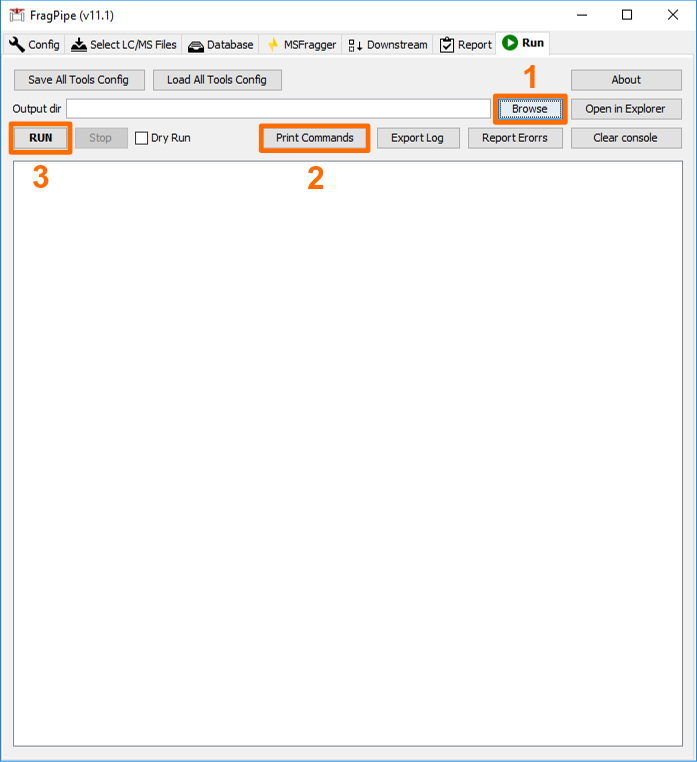 FragPipe (v11.1)
Config Select LC/MS Files Database MSFragger Downstream Report Run
1
Save All Tools Config Load All Tools Config About
Output dir Browse Open in Explorer
RUN Stop Dry Run Print Commands Export Log Report Erorrs Clear console
3 2